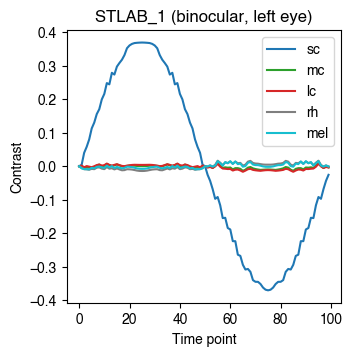 STLAB_1 (binocular, left eye)
Contrast
0.4
0.3
0.2
0.1
0.0
−0.1
−0.2
−0.3
−0.4
sc
mc
lc
rh
mel
0 20 40 60 80 100
Time point